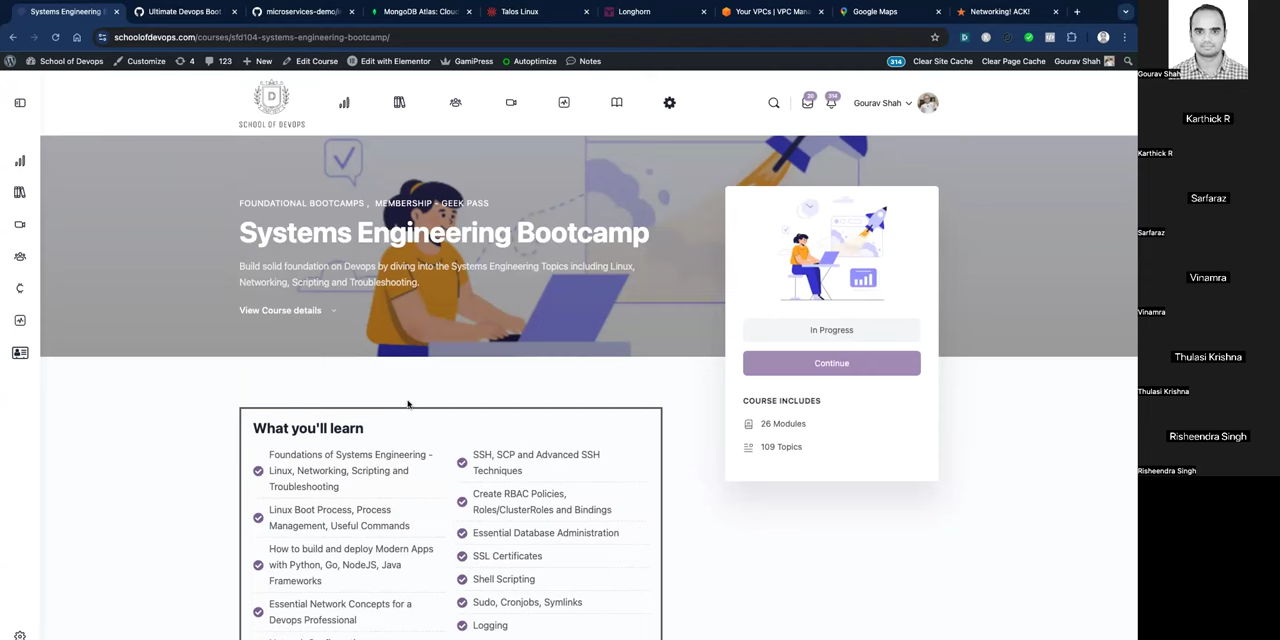 Systems Engineering
Ultimate Devops Boot
microservices-demo/
MongoDB Atlas: Clou
Talos Linux
Longhorn
Your VPCs | VPC Man
Google Maps
Networking! ACK!
schoolofdevops.com/courses/sfd104-systems-engineering-bootcamp/
School of Devops
Customize
4
123
New
Edit Course
Edit with Elementor
GamiPress
Autoptimize
Notes
314
Clear Site Cache
Clear Page Cache
Gourav Shah
D
SCHOOL OF DEVOPS
20
314
Gourav Shah
FOUNDATIONAL BOOTCAMPS , MEMBERSHIP - GEEK PASS
Systems Engineering Bootcamp
Build solid foundation on Devops by diving into the Systems Engineering Topics including Linux,
Networking, Scripting and Troubleshooting.
View Course details
In Progress
Continue
COURSE INCLUDES
26 Modules
109 Topics
What you'll learn
Foundations of Systems Engineering -
Linux, Networking, Scripting and
Troubleshooting
Linux Boot Process, Process
Management, Useful Commands
How to build and deploy Modern Apps
with Python, Go, NodeJS, Java
Frameworks
Essential Network Concepts for a
Devops Professional
SSH, SCP and Advanced SSH
Techniques
Create RBAC Policies,
Roles/ClusterRoles and Bindings
Essential Database Administration
SSL Certificates
Shell Scripting
Sudo, Cronjobs, Symlinks
Logging
Gourav Shah
Karthick R
Karthick R
Sarfaraz
Sarfaraz
Vinamra
Vinamra
Thulasi Krishna
Thulasi Krishna
Risheendra Singh
Risheendra Singh